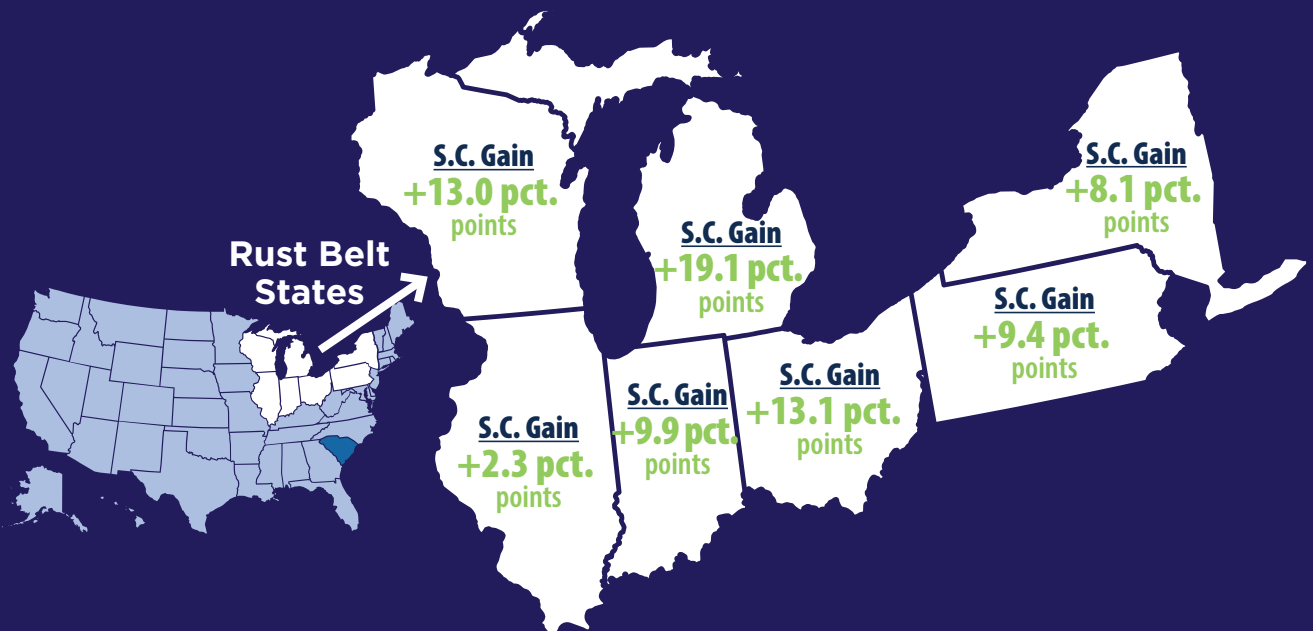 S.C. Gain
+13.0 pct.
points
S.C. Gain
+8.1 pct.
points
S.C. Gain
+19.1 pct.
points
Rust Belt
States
S.C. Gain
+9.4 pct.
points
S.C. Gain
+13.1 pct.
points
S.C. Gain
+9.9 pct.
points
S.C. Gain
+2.3 pct.
points